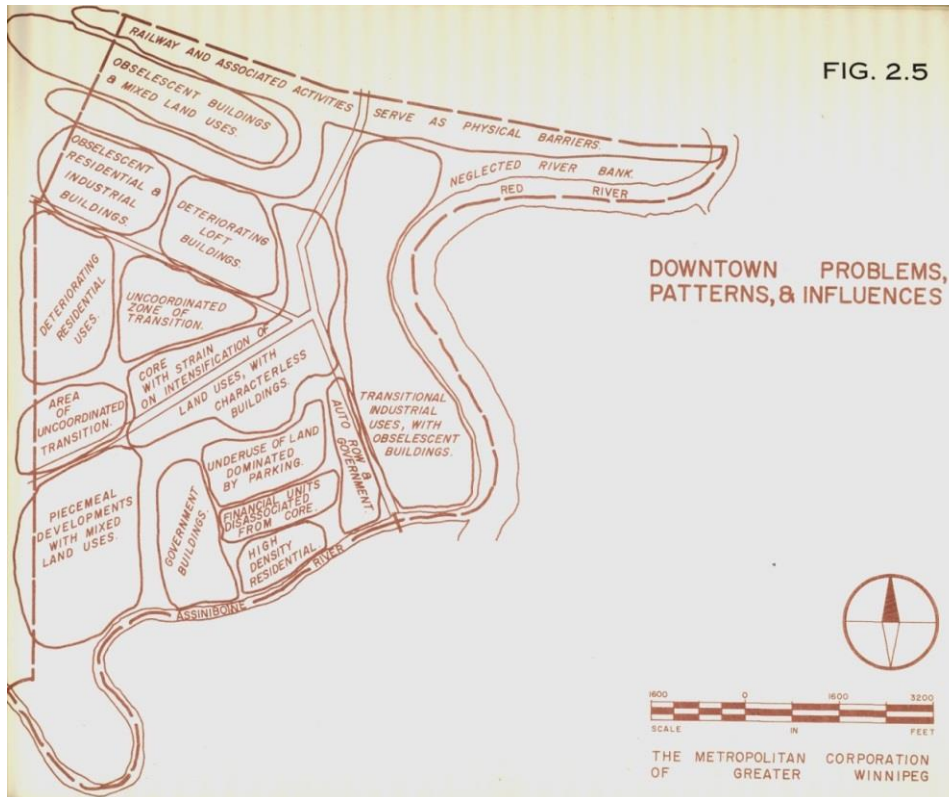 FIG. 2.5
RAILWAY AND ASSOCIATED ACTIVITIES SERVE AS PHYSICAL BARRIERS
OBSELESCENT BUILDINGS
& MIXED LAND USES.
NEGLECTED RIVER BANK.
RED RIVER
OBSELESCENT
RESIDENTIAL &
INDUSTRIAL
BUILDINGS.
DETERIORATING
LOFT
BUILDINGS.
DETERIORATING
RESIDENTIAL
USES.
UNCOORDINATED
ZONE OF
TRANSITION.
DOWNTOWN PROBLEMS,
PATTERNS, & INFLUENCES
CORE
WITH STRAIN
ON INTENSIFICATION OF
LAND USES, WITH
CHARACTERLESS
BUILDINGS.
AREA
OF
UNCOORDINATED
TRANSITION.
TRANSITIONAL
INDUSTRIAL
USES, WITH
OBSELESCENT
BUILDINGS.
AUTO ROW &
GOVERNMENT.
UNDERUSE OF LAND
DOMINATED
BY PARKING.
FINANCIAL UNITS
DISASSOCIATED
FROM CORE.
PIECEMEAL
DEVELOPMENTS
WITH MIXED
LAND USES.
GOVERNMENT
BUILDINGS.
HIGH
DENSITY
RESIDENTIAL.
ASSINIBOINE RIVER
1600 0 1600 3200
SCALE IN FEET
THE METROPOLITAN CORPORATION
OF GREATER WINNIPEG